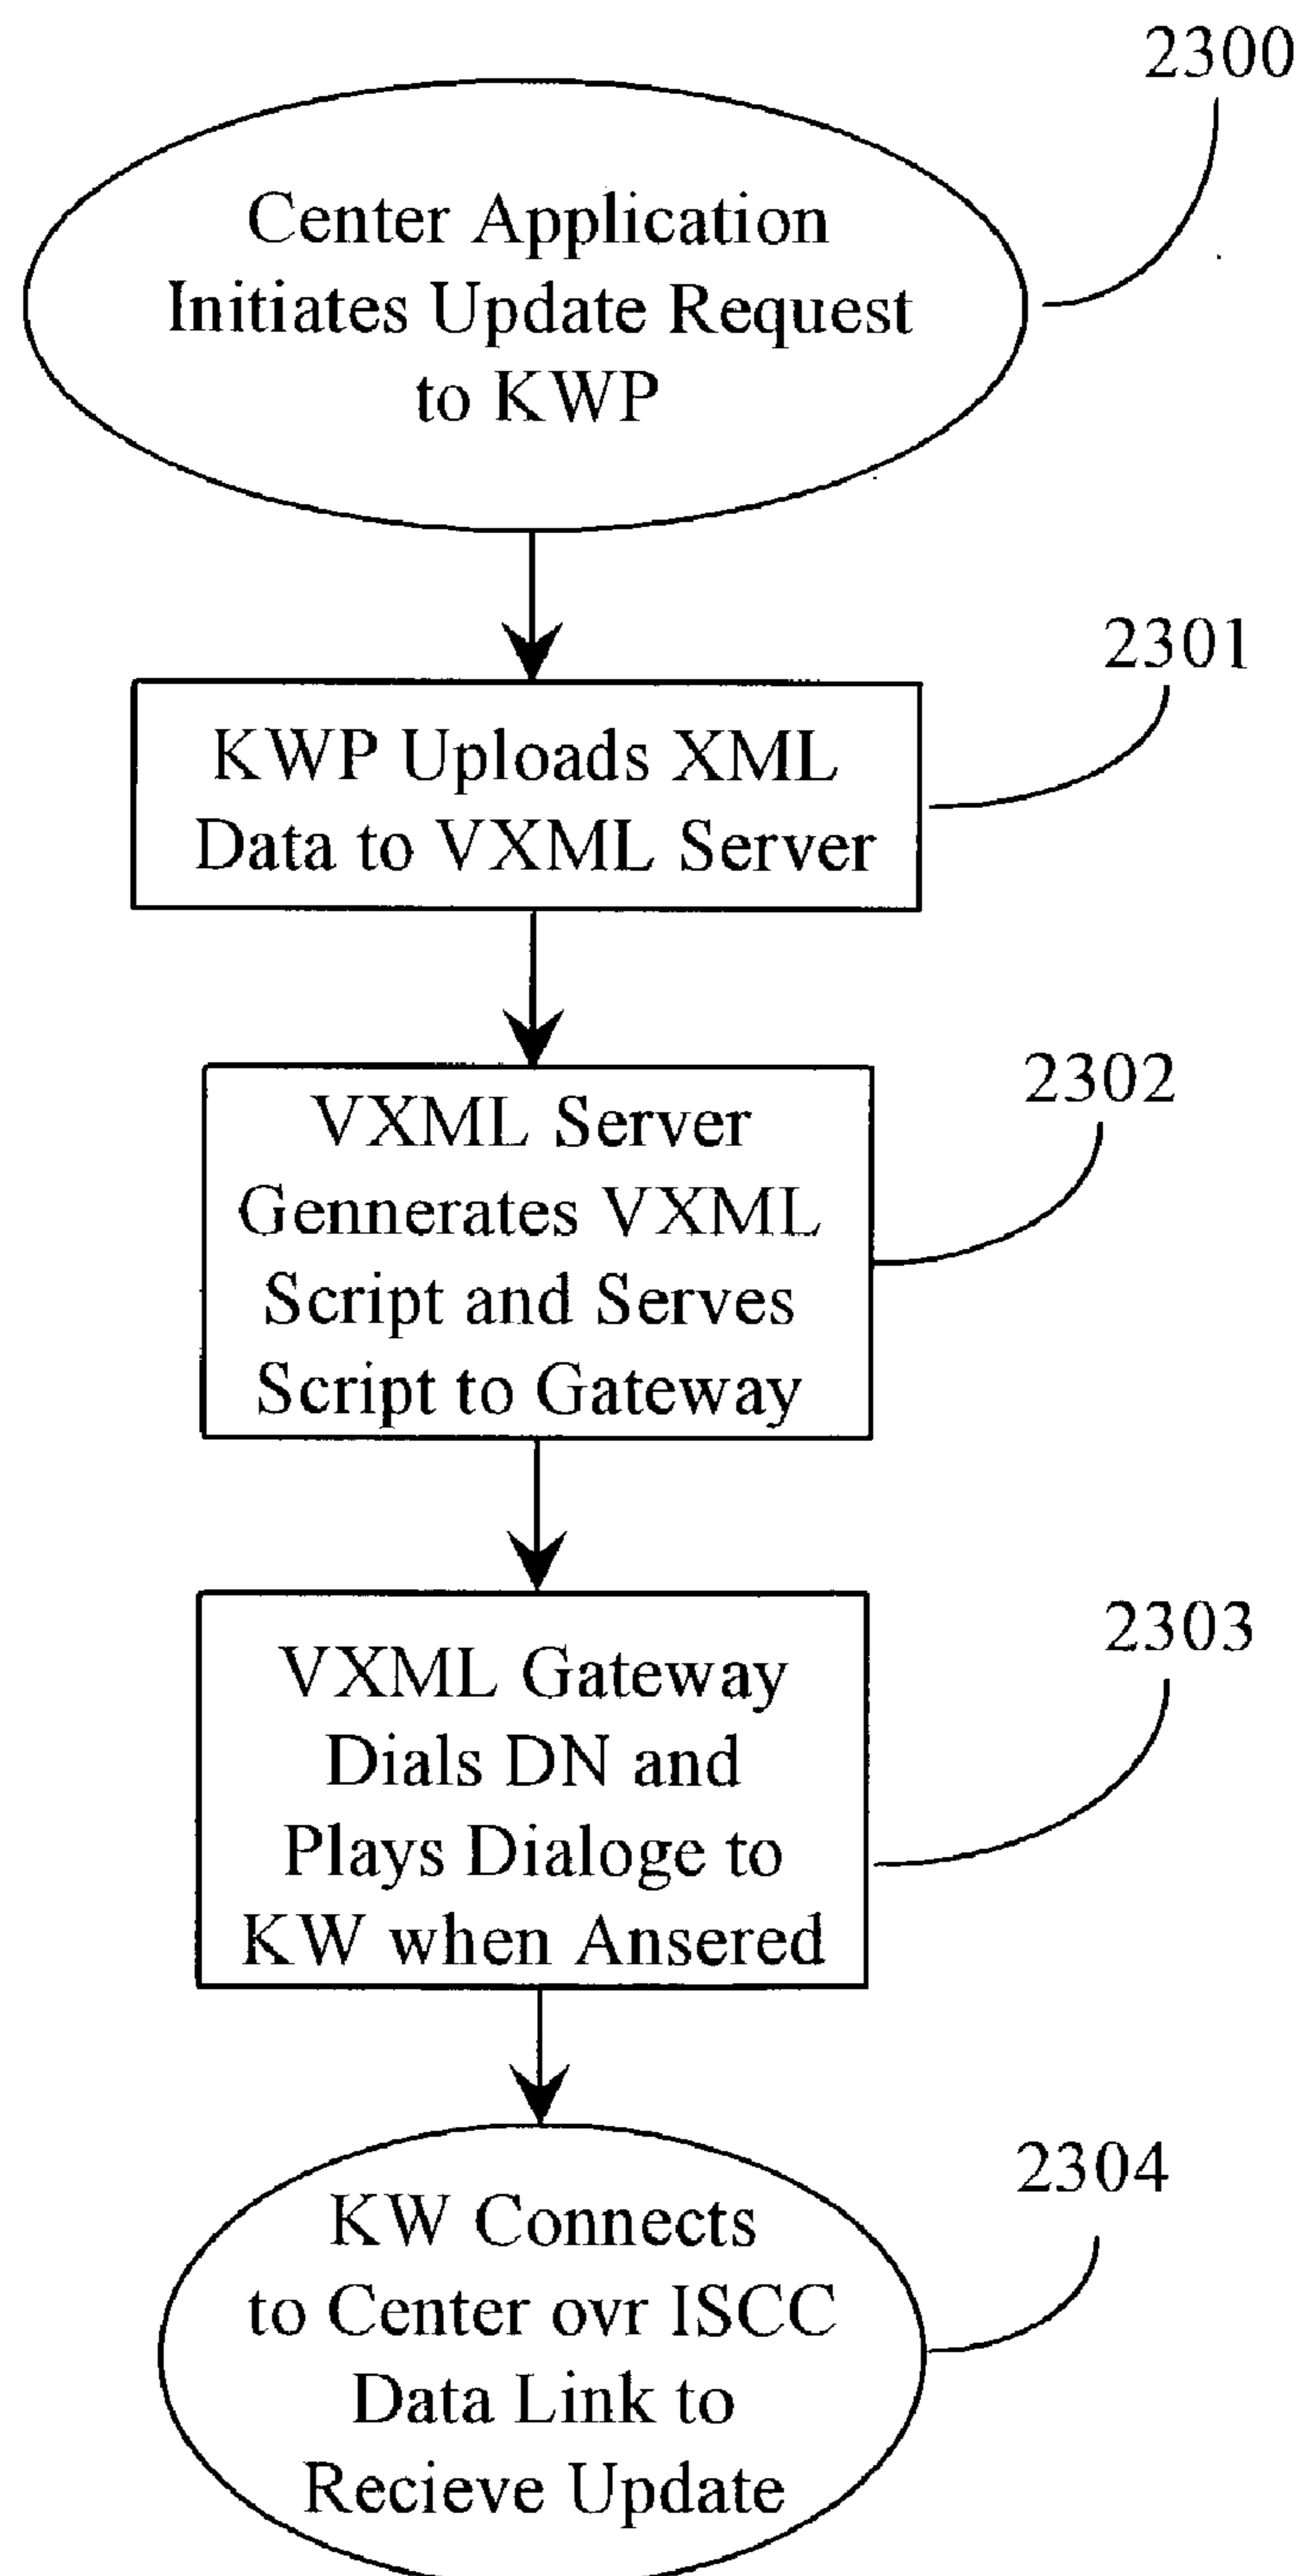 2300
Center Application
Initiates Update Request
to KWP
2301
KWP Uploads XML
Data to VXML Server
2302
VXML Server
Gennerates VXML
Script and Serves
Script to Gateway
2303
VXML Gateway
Dials DN and
Plays Dialoge to
KW when Ansered
2304
KW Connects
to Center ovr ISCC
Data Link to
Recieve Update